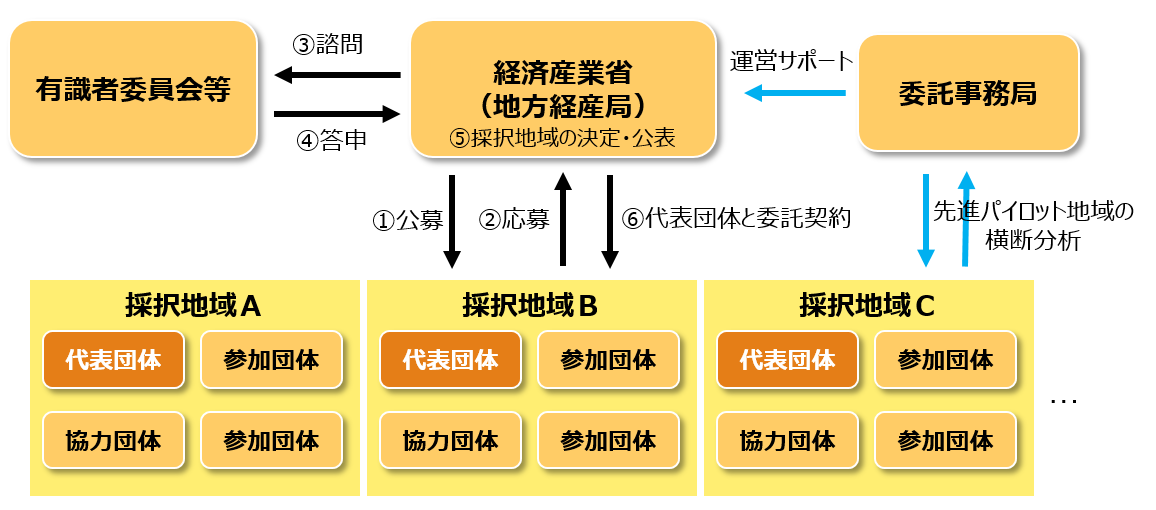 有識者委員会等
③諮問
④答申
経済産業省
（地方経産局）
⑤採択地域の決定・公表
運営サポート
委託事務局
①公募
②応募
⑥代表団体と委託契約
先進パイロット地域の
横断分析
採択地域A
代表団体
参加団体
協力団体
参加団体
採択地域B
代表団体
参加団体
協力団体
参加団体
採択地域C
代表団体
参加団体
協力団体
参加団体
…